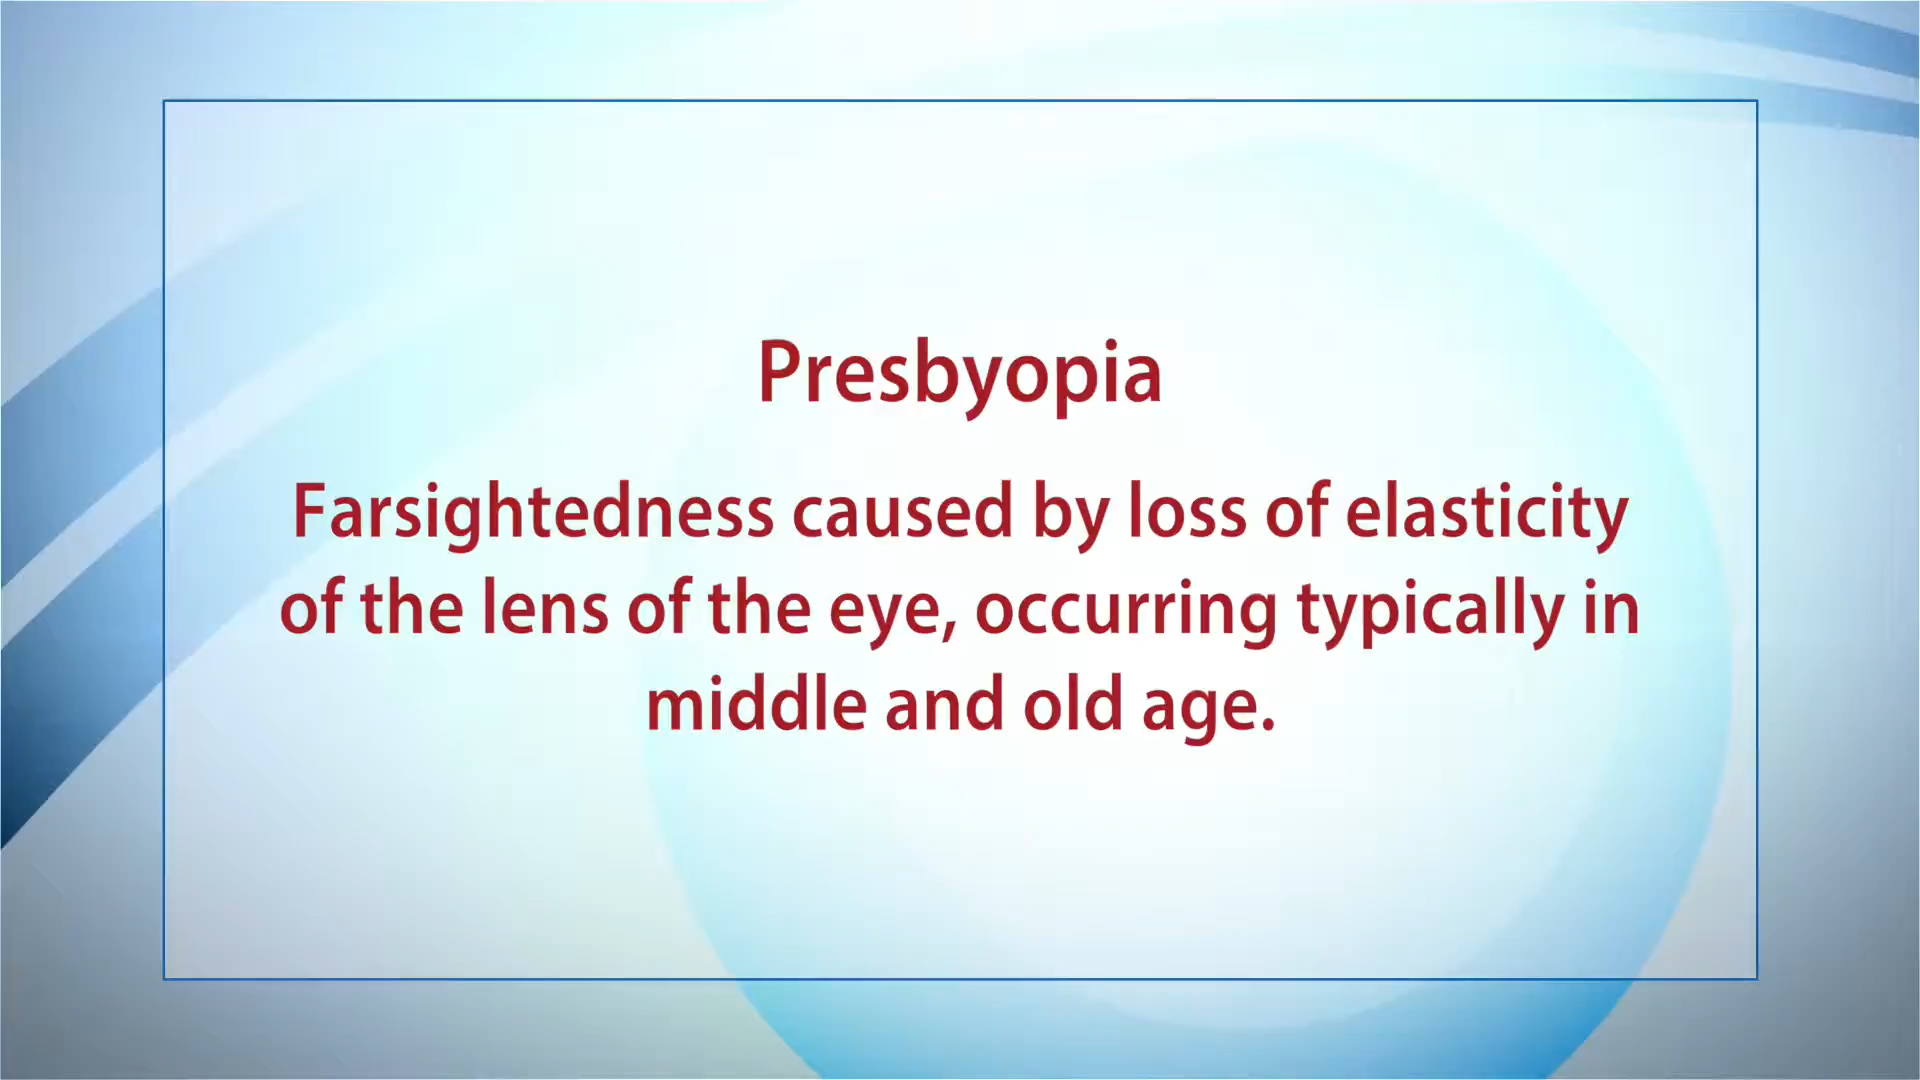 Presbyopia
Farsightedness caused by loss of elasticity
of the lens of the eye, occurring typically in
middle and old age.